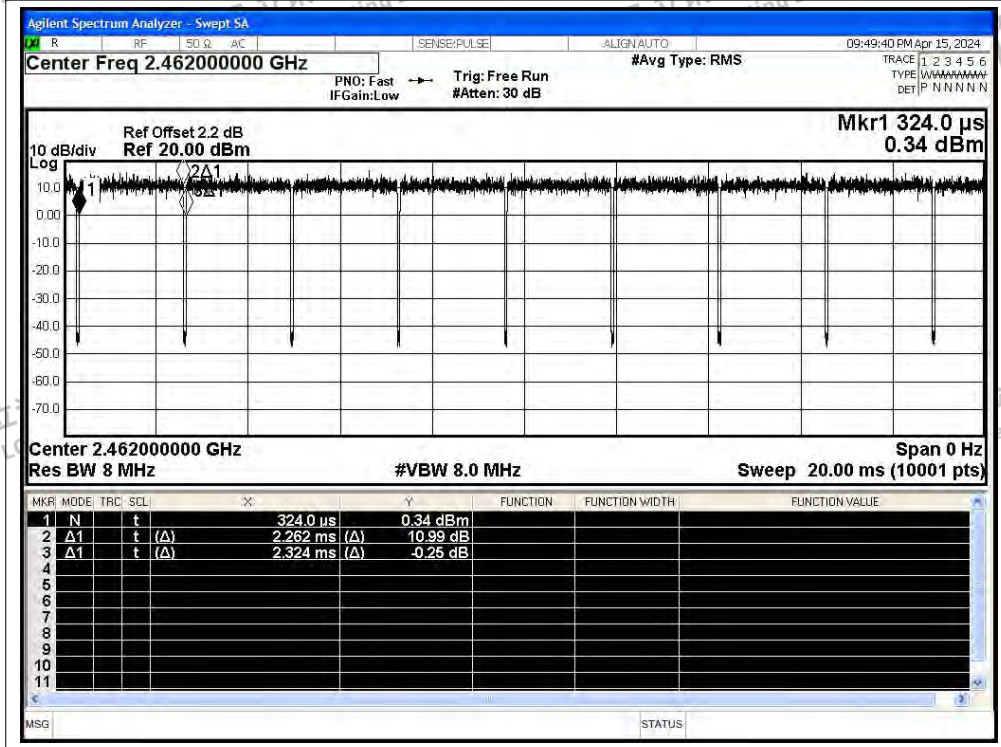 Agilent Spectrum Analyzer - Swept SA
LXI R RF 50 Ω AC SENSE:PULSE ALIGN AUTO 09:49:40 PM Apr 15, 2024
Center Freq 2.462000000 GHz #Avg Type: RMS TRACE 1 2 3 4 5 6
PNO: Fast Trig: Free Run TYPE WWWWWW
IFGain:Low #Atten: 30 dB DET P N N N N N
Mkr1 324.0 µs
0.34 dBm
Ref Offset 2.2 dB
10 dB/div Ref 20.00 dBm
Log
2Δ1
10.0
1
0.00
-10.0
-20.0
-30.0
-40.0
-50.0
-60.0
-70.0
Center 2.462000000 GHz Span 0 Hz
Res BW 8 MHz #VBW 8.0 MHz Sweep 20.00 ms (10001 pts)
MKR MODE TRC SCL X Y FUNCTION FUNCTION WIDTH FUNCTION VALUE
1 N t 324.0 µs 0.34 dBm
2 Δ1 t (Δ) 2.262 ms (Δ) 10.99 dB
3 Δ1 t (Δ) 2.324 ms (Δ) -0.25 dB
4
5
6
7
8
9
10
11
MSG STATUS